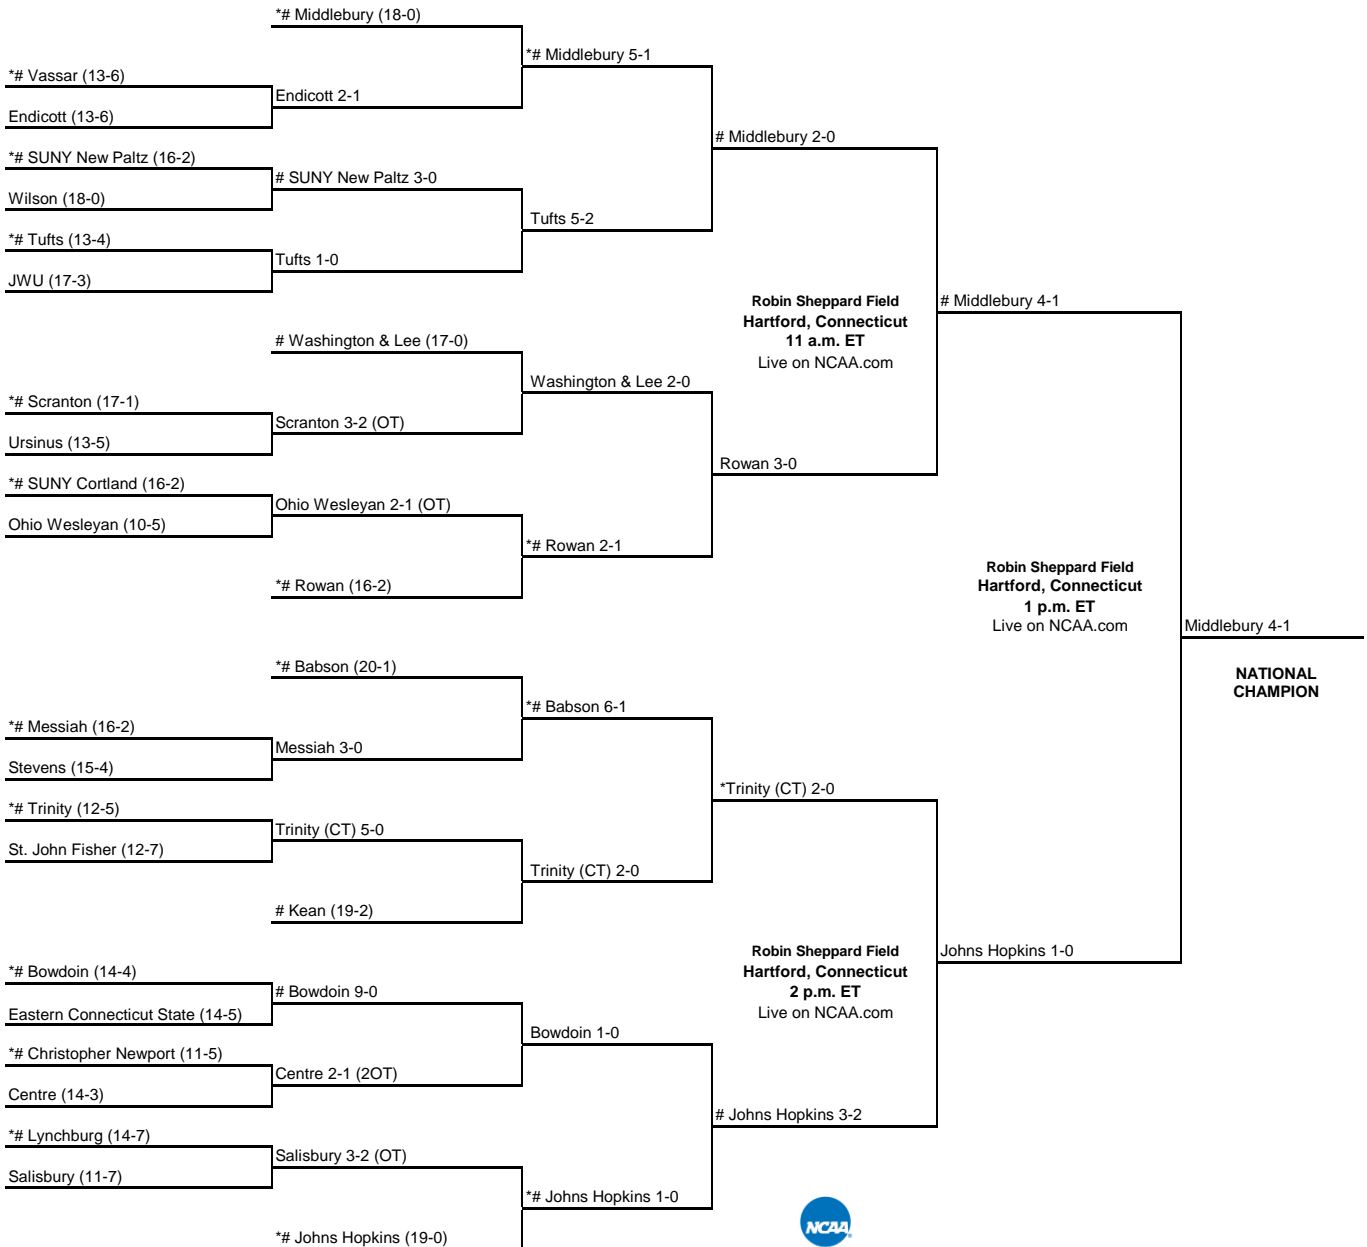 *# Middlebury (18-0)
*# Middlebury 5-1
*# Vassar (13-6)
Endicott 2-1
Endicott (13-6)
# Middlebury 2-0
*# SUNY New Paltz (16-2)
# SUNY New Paltz 3-0
Wilson (18-0)
Tufts 5-2
*# Tufts (13-4)
Tufts 1-0
JWU (17-3)
Robin Sheppard Field
Hartford, Connecticut
11 a.m. ET
Live on NCAA.com
# Middlebury 4-1
# Washington & Lee (17-0)
Washington & Lee 2-0
*# Scranton (17-1)
Scranton 3-2 (OT)
Ursinus (13-5)
Rowan 3-0
*# SUNY Cortland (16-2)
Ohio Wesleyan 2-1 (OT)
Ohio Wesleyan (10-5)
*# Rowan 2-1
*# Rowan (16-2)
Robin Sheppard Field
Hartford, Connecticut
1 p.m. ET
Live on NCAA.com
Middlebury 4-1
NATIONAL
CHAMPION
*# Babson (20-1)
*# Babson 6-1
*# Messiah (16-2)
Messiah 3-0
Stevens (15-4)
*Trinity (CT) 2-0
*# Trinity (12-5)
Trinity (CT) 5-0
St. John Fisher (12-7)
Trinity (CT) 2-0
# Kean (19-2)
Robin Sheppard Field
Hartford, Connecticut
2 p.m. ET
Live on NCAA.com
Johns Hopkins 1-0
*# Bowdoin (14-4)
# Bowdoin 9-0
Eastern Connecticut State (14-5)
Bowdoin 1-0
*# Christopher Newport (11-5)
Centre 2-1 (2OT)
Centre (14-3)
# Johns Hopkins 3-2
*# Lynchburg (14-7)
Salisbury 3-2 (OT)
Salisbury (11-7)
*# Johns Hopkins 1-0
*# Johns Hopkins (19-0)
NCAA